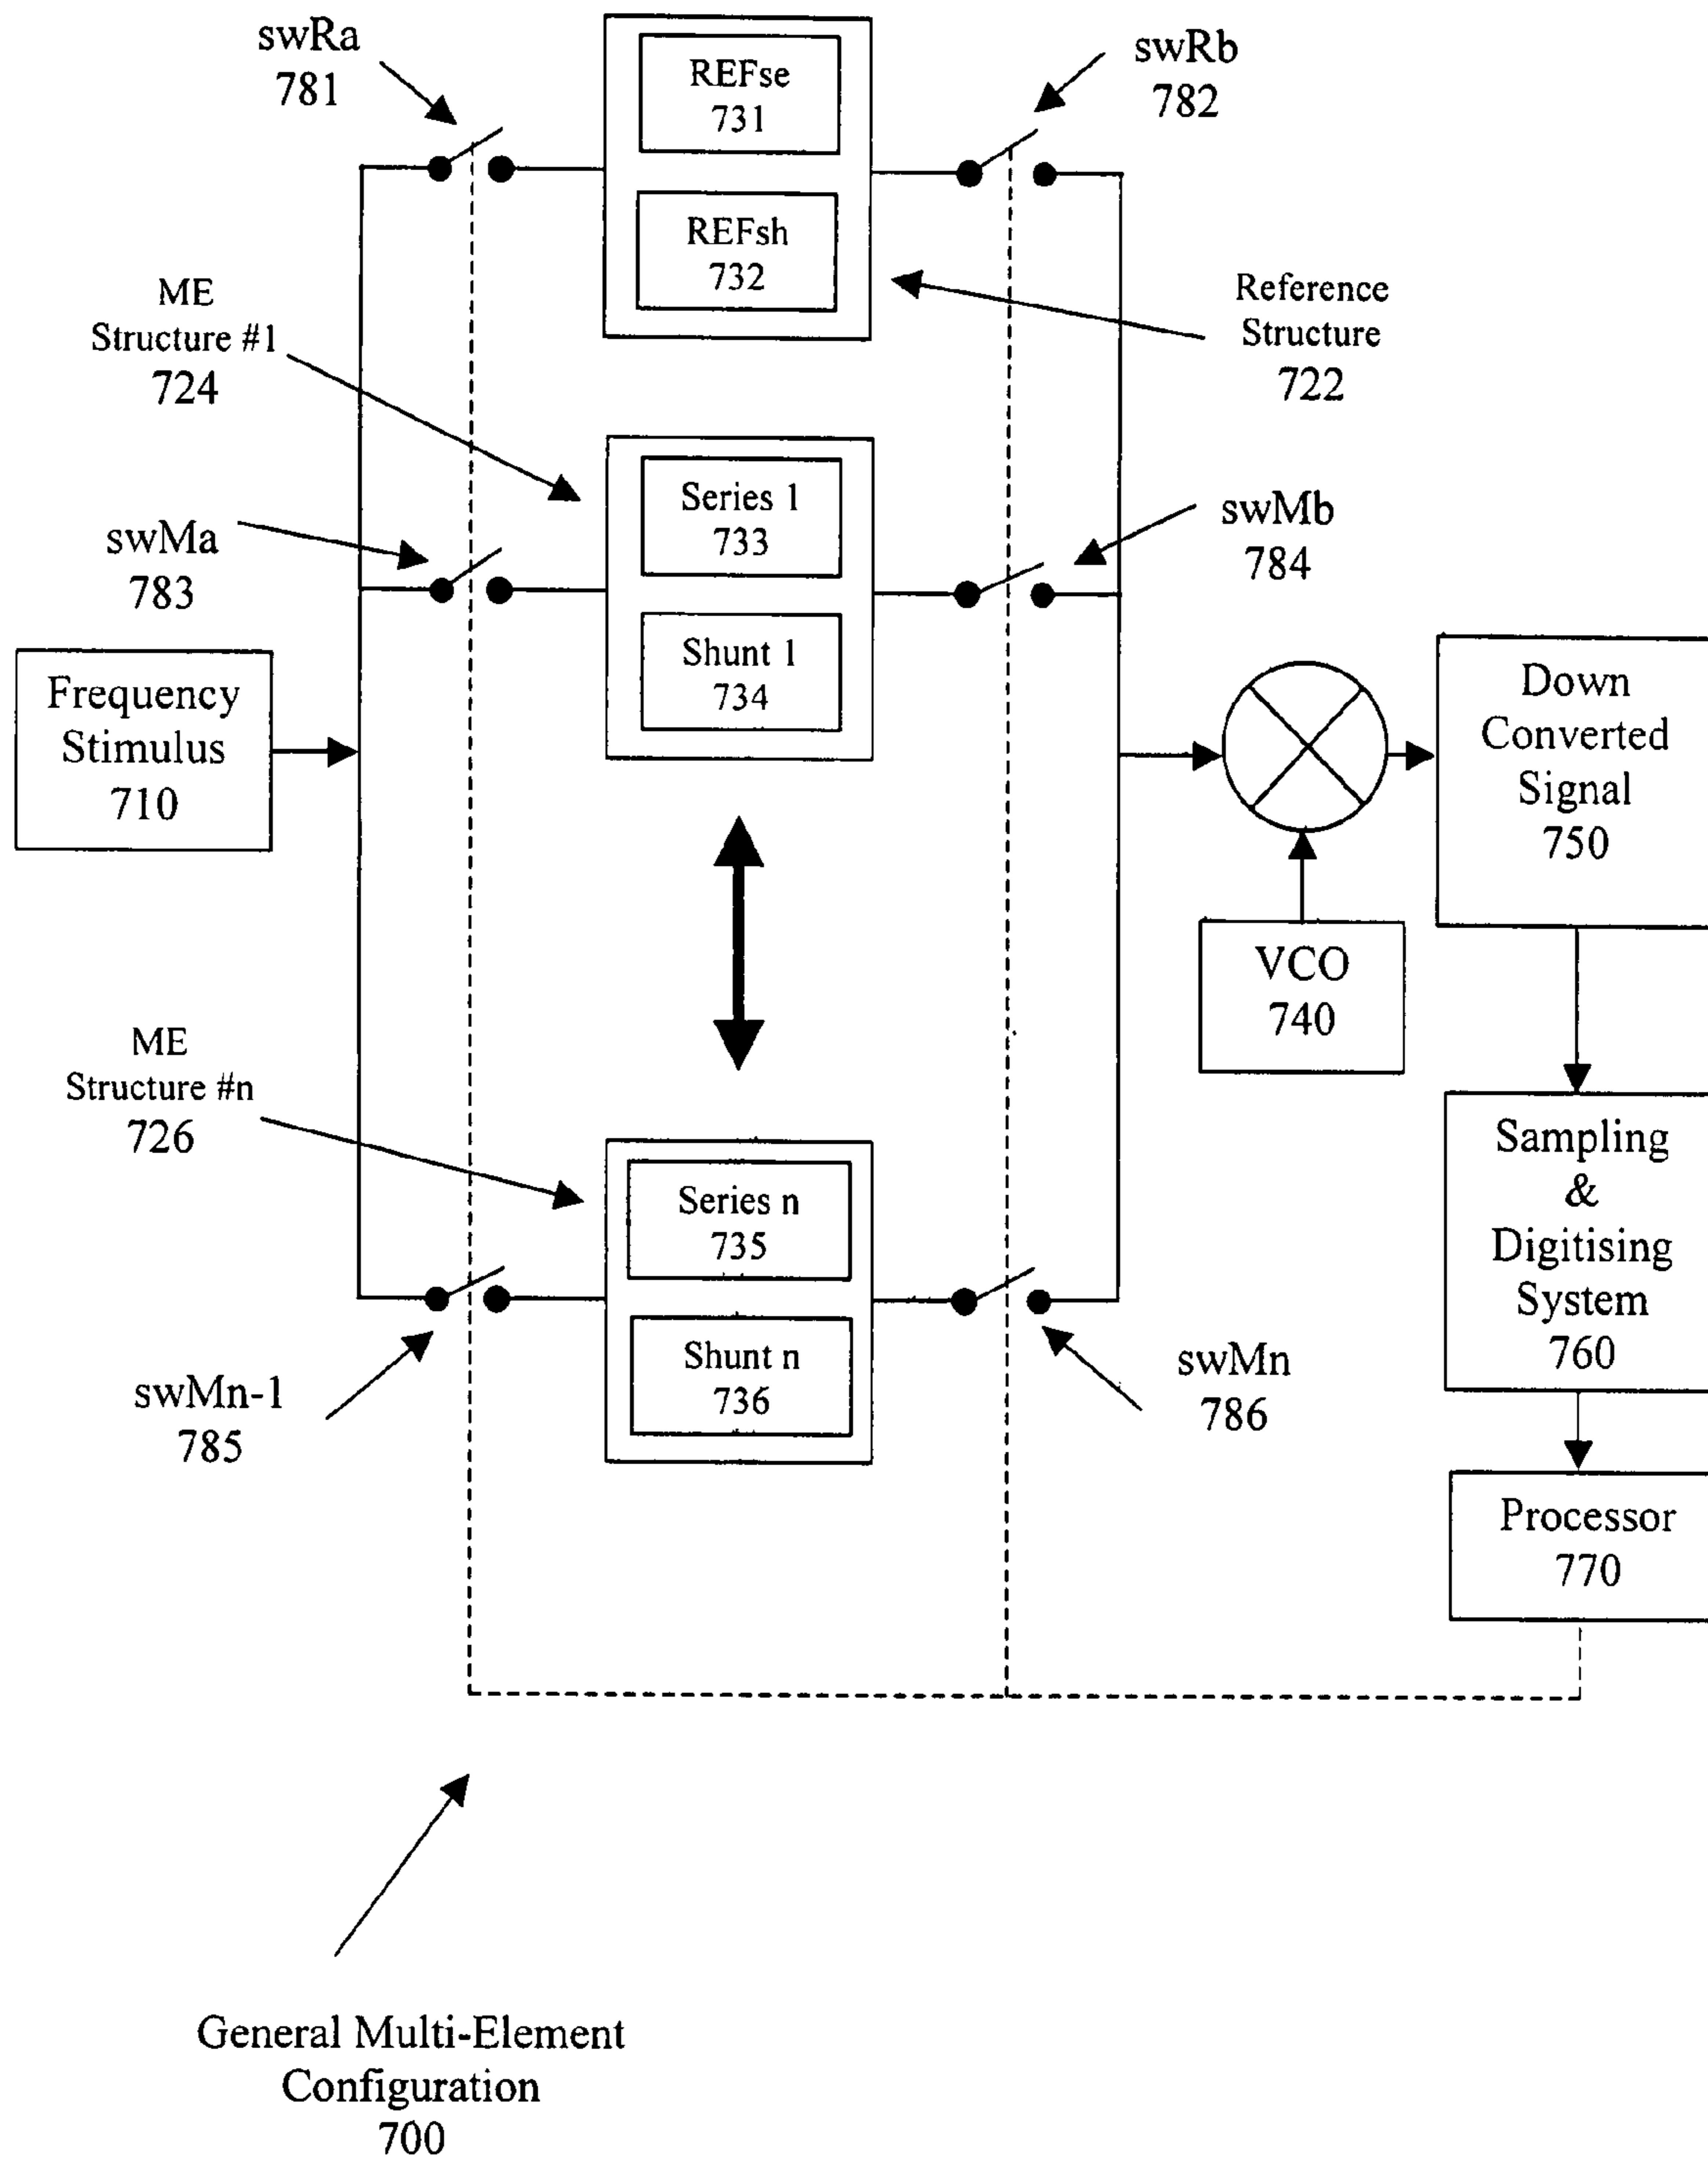 swRa
781
REFse
731
swRb
782
REFsh
732
ME
Structure #1
724
Reference
Structure
722
Series 1
733
swMa
783
swMb
784
Shunt 1
734
Frequency
Stimulus
710
Down
Converted
Signal
750
VCO
740
ME
Structure #n
726
Sampling
&
Digitising
System
760
Series n
735
Shunt n
736
swMn-1
785
swMn
786
Processor
770
General Multi-Element
Configuration
700